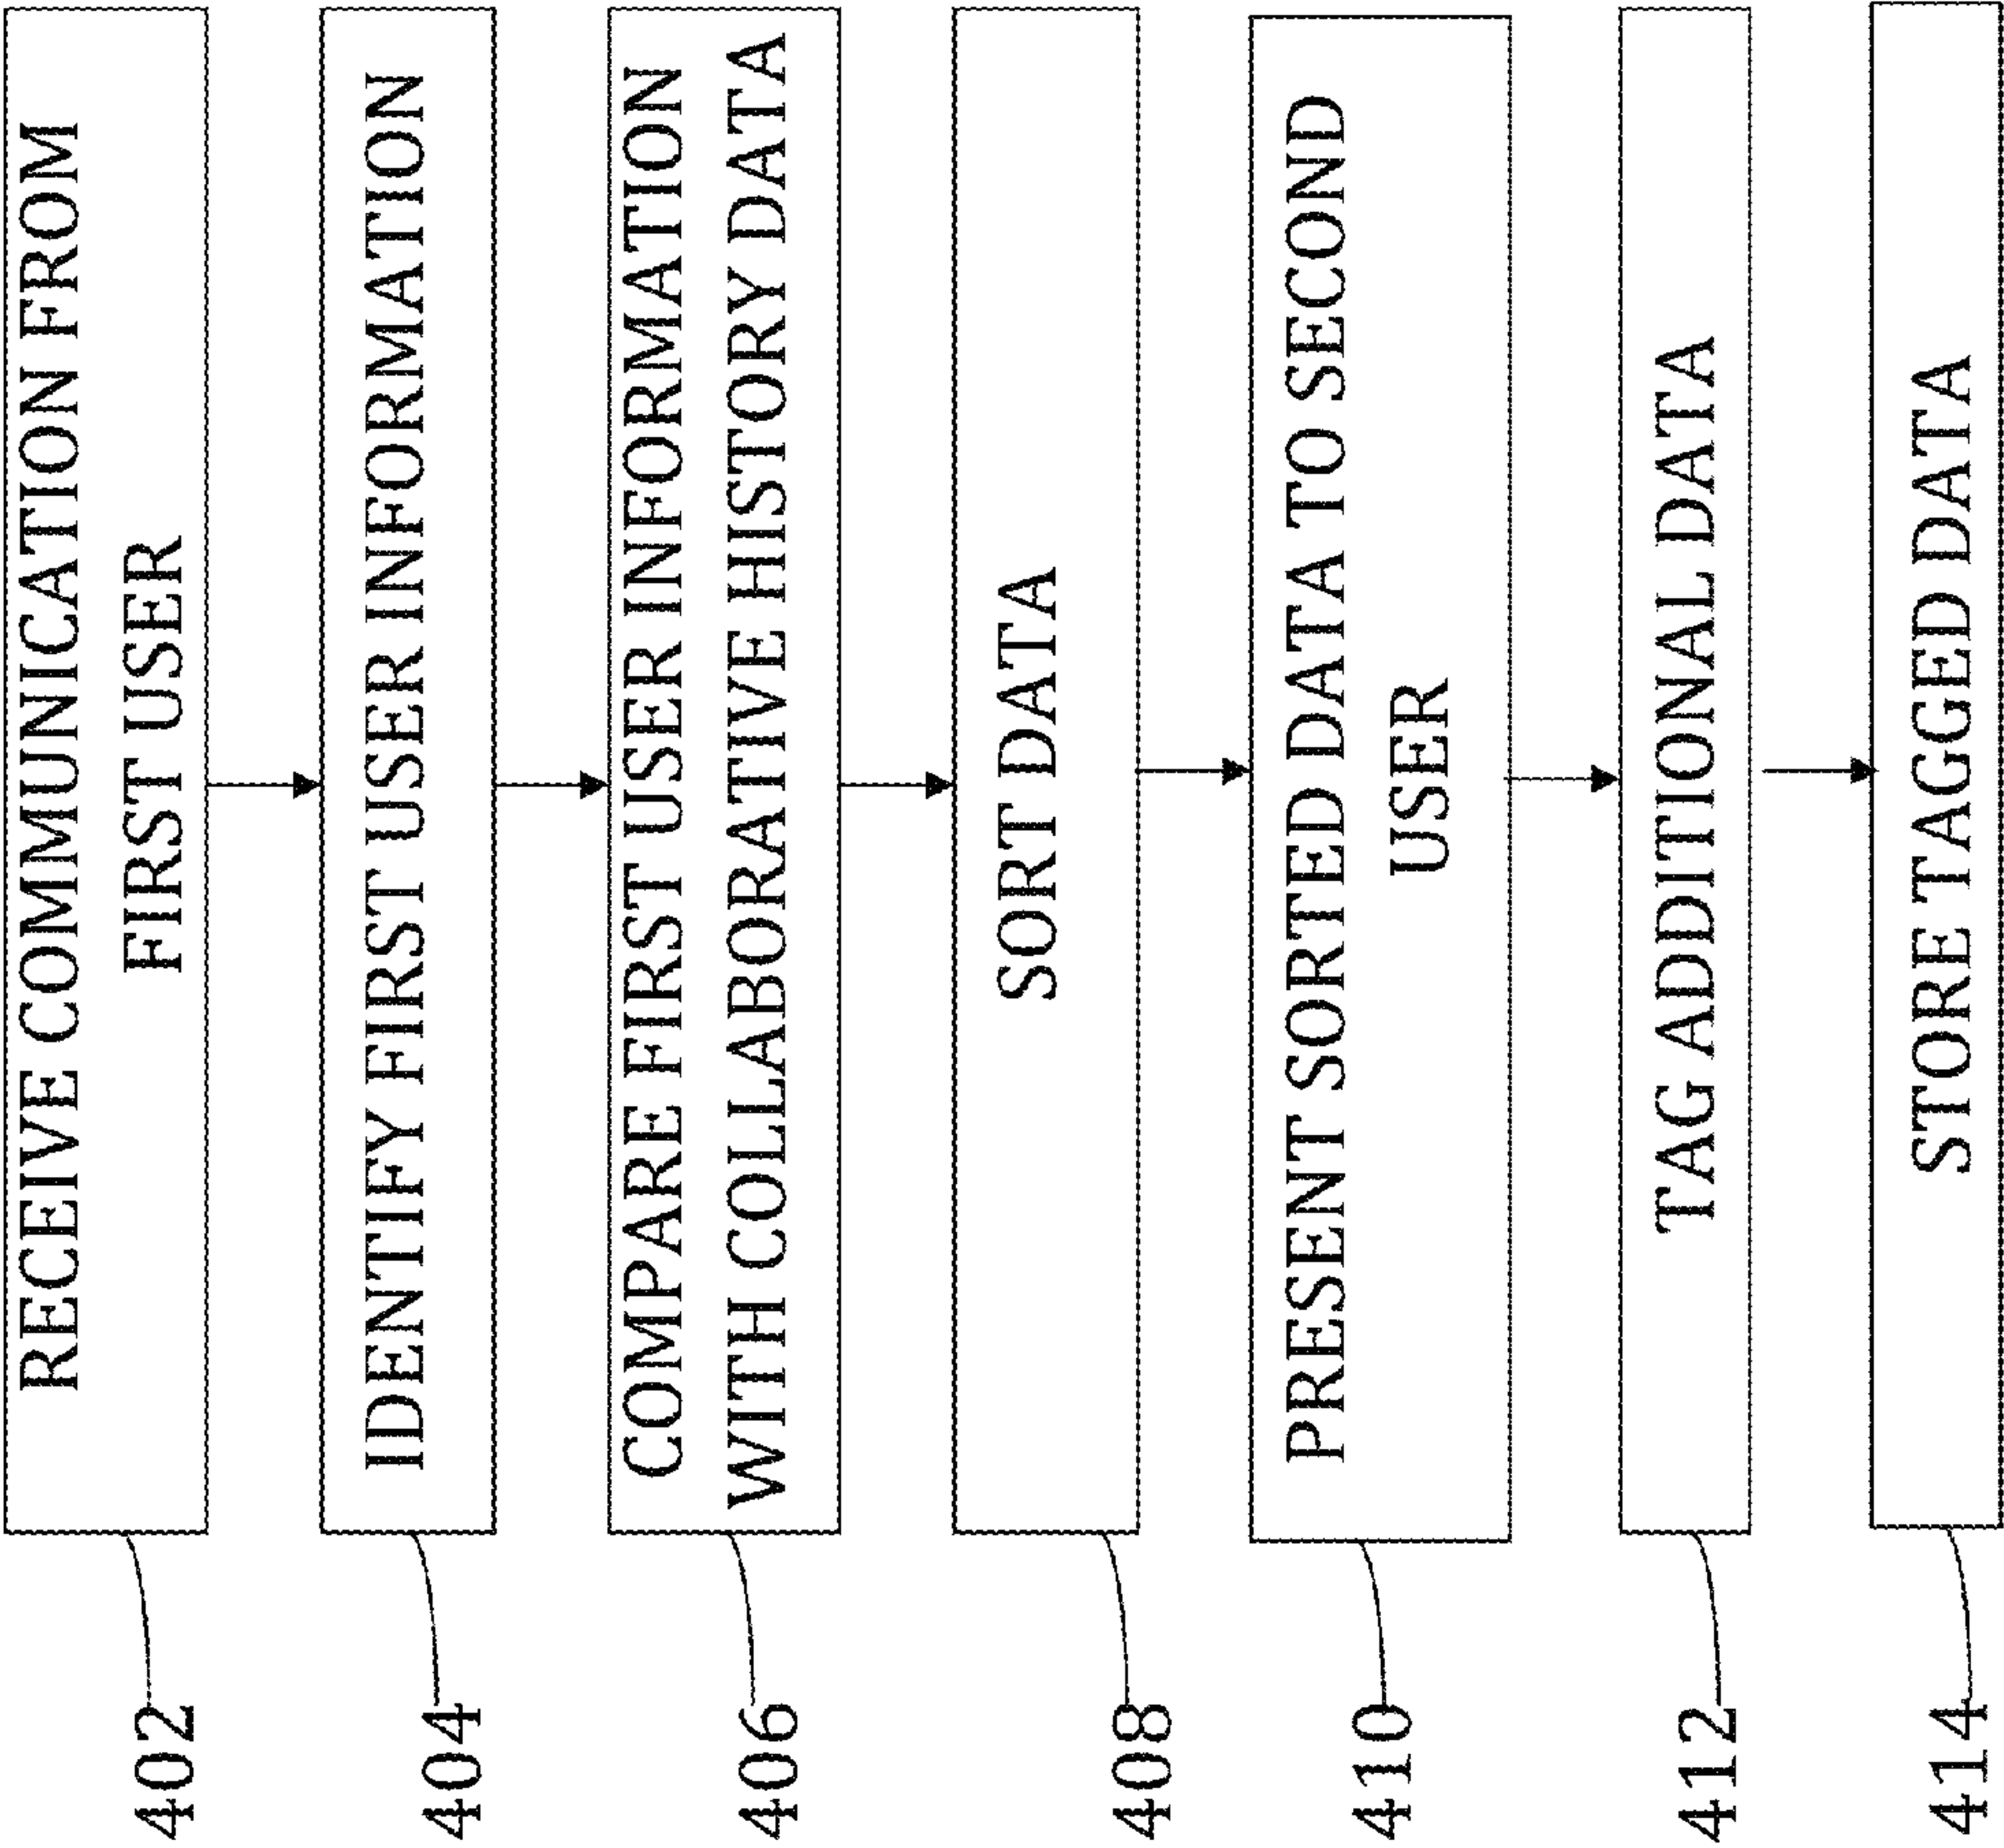 402
RECEIVE COMMUNICATION FROM
FIRST USER
404
IDENTIFY FIRST USER INFORMATION
406
COMPARE FIRST USER INFORMATION
WITH COLLABORATIVE HISTORY DATA
408
SORT DATA
410
PRESENT SORTED DATA TO SECOND
USER
412
TAG ADDITIONAL DATA
414
STORE TAGGED DATA